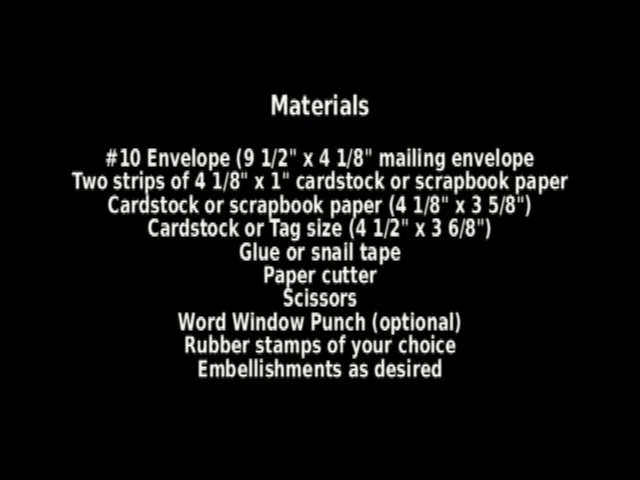 Materials
#10 Envelope (9 1/2" x 4 1/8" mailing envelope
Two strips of 4 1/8" x 1" cardstock or scrapbook paper
Cardstock or scrapbook paper (4 1/8" x 3 5/8")
Cardstock or Tag size (4 1/2" x 3 6/8")
Glue or snail tape
Paper cutter
Scissors
Word Window Punch (optional)
Rubber stamps of your choice
Embellishments as desired